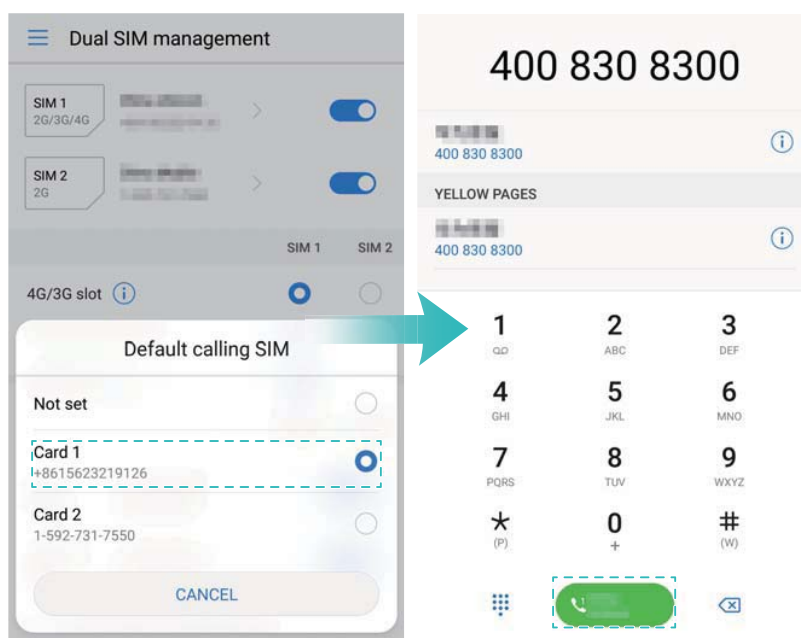 Dual SIM management
SIM 1
2G/3G/4G
SIM 2
2G
SIM 1 SIM 2
4G/3G slot
Default calling SIM
Not set
Card 1
+8615623219126
Card 2
1-592-731-7550
CANCEL
400 830 8300
400 830 8300
YELLOW PAGES
400 830 8300
1 2 3
ABC DEF
4 5 6
GHI JKL MNO
7 8 9
PQRS TUV WXYZ
* 0 #
(P) + (W)
1